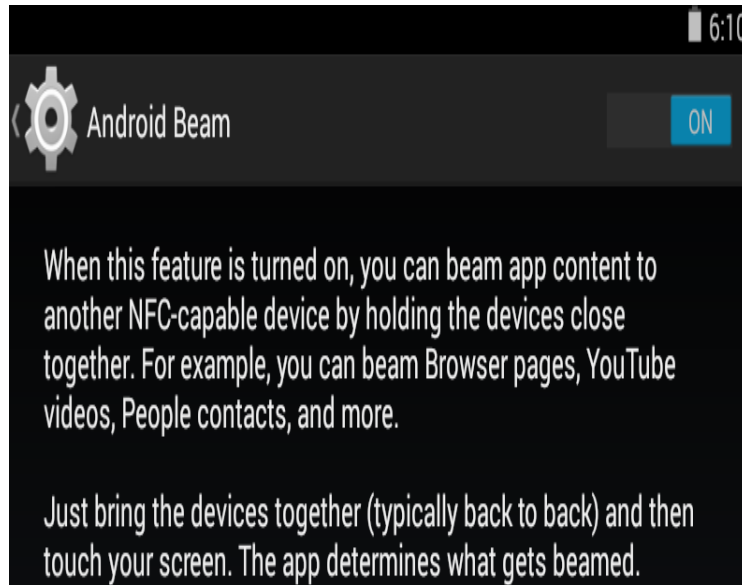 6:10
Android Beam
ON
When this feature is turned on, you can beam app content to
another NFC-capable device by holding the devices close
together. For example, you can beam Browser pages, YouTube
videos, People contacts, and more.
Just bring the devices together (typically back to back) and then
touch your screen. The app determines what gets beamed.